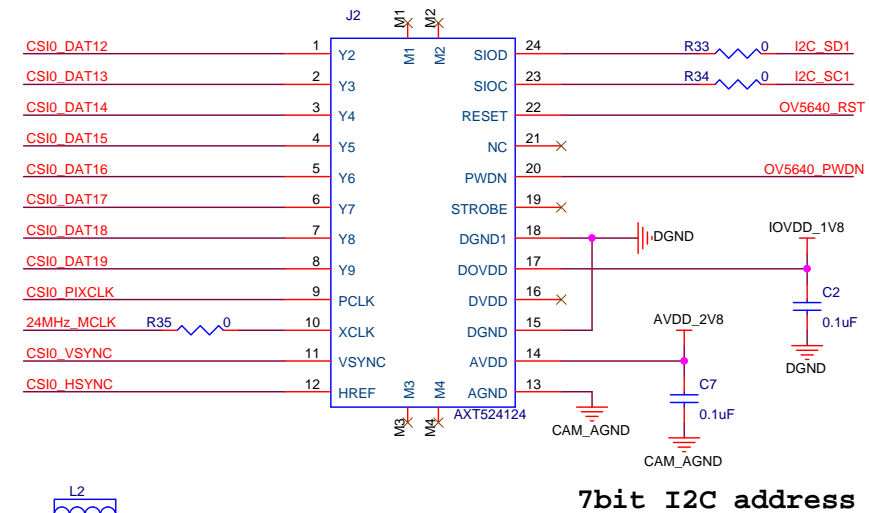 J2
M1
M2
CSI0_DAT12 1 Y2 M1 M2 SIOD 24 R33 0 I2C_SD1
CSI0_DAT13 2 Y3 SIOC 23 R34 0 I2C_SC1
CSI0_DAT14 3 Y4 RESET 22 OV5640_RST
CSI0_DAT15 4 Y5 NC 21
CSI0_DAT16 5 Y6 PWDN 20 OV5640_PWDN
CSI0_DAT17 6 Y7 STROBE 19
CSI0_DAT18 7 Y8 DGND1 18 DGND IOVDD_1V8
CSI0_DAT19 8 Y9 DOVDD 17
CSI0_PIXCLK 9 PCLK DVDD 16 C2
24MHz_MCLK R35 0 10 XCLK DGND 15 AVDD_2V8 0.1uF
CSI0_VSYNC 11 VSYNC AVDD 14 DGND
CSI0_HSYNC 12 HREF M3 M4 AGND 13 C7
M3 M4 AXT524124 0.1uF
CAM_AGND
CAM_AGND
L2
7bit I2C address